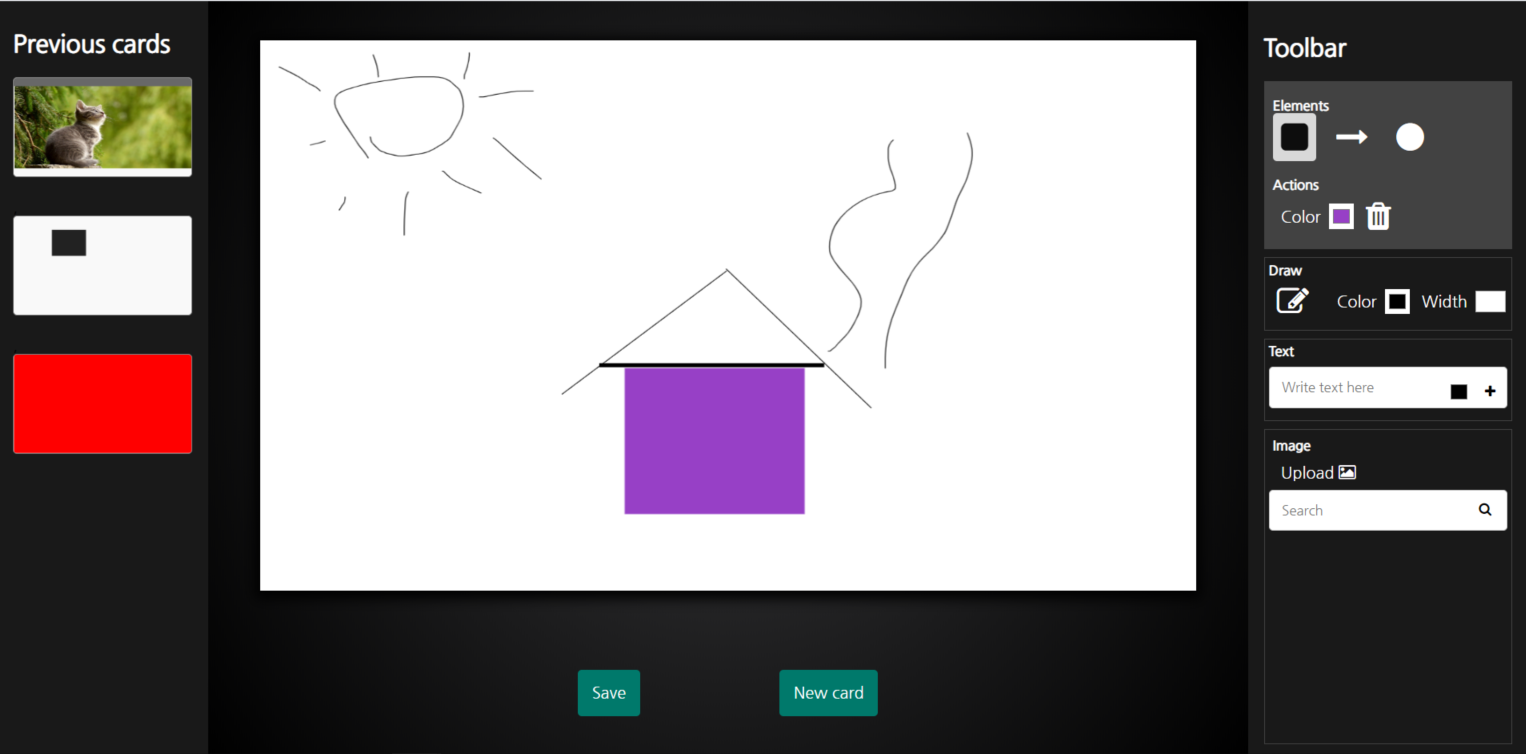 Previous cards
Toolbar
Elements
Actions
Color
Draw
Color Width
Text
Write text here
Image
Upload
Search
Save New card